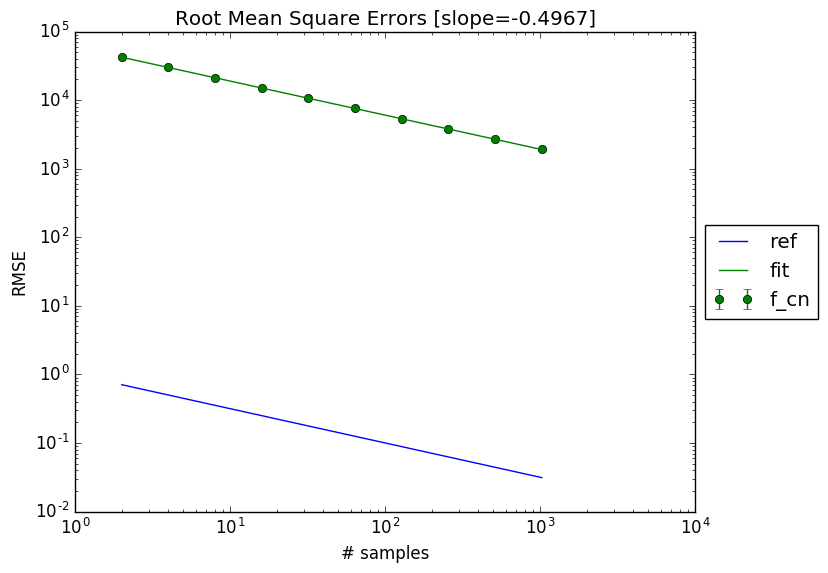 Root Mean Square Errors [slope=-0.4967]
10^5
10^4
10^3
10^2
10^1
10^0
10^-1
10^-2
RMSE
10^0 10^1 10^2 10^3 10^4
# samples
ref
fit
f_cn